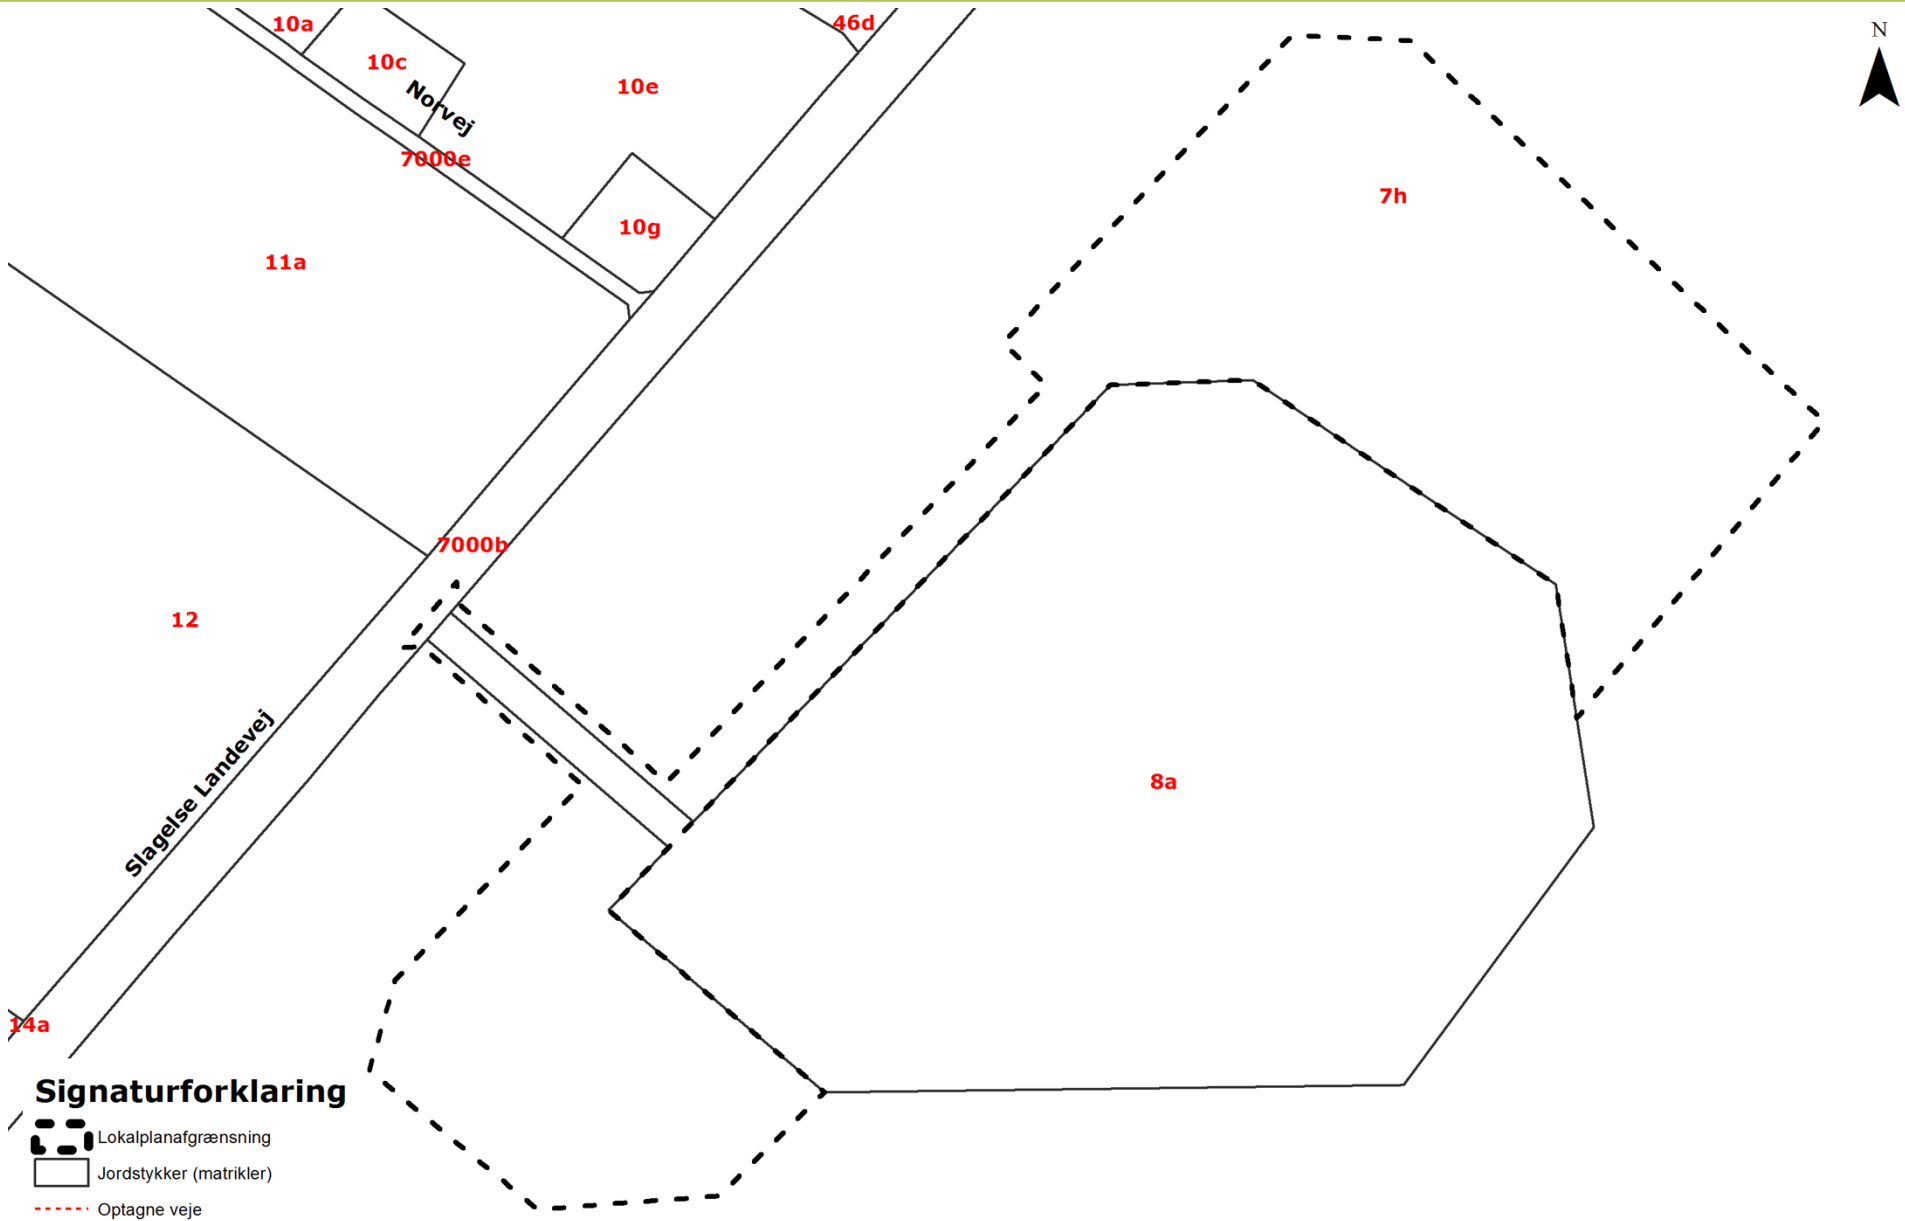 10a
46d
N
10c
10e
Norvej
7000e
7h
10g
11a
7000b
12
Slagelse Landevej
8a
14a
Signaturforklaring
Lokalplanafgrænsning
Jordstykker (matrikler)
Optagne veje